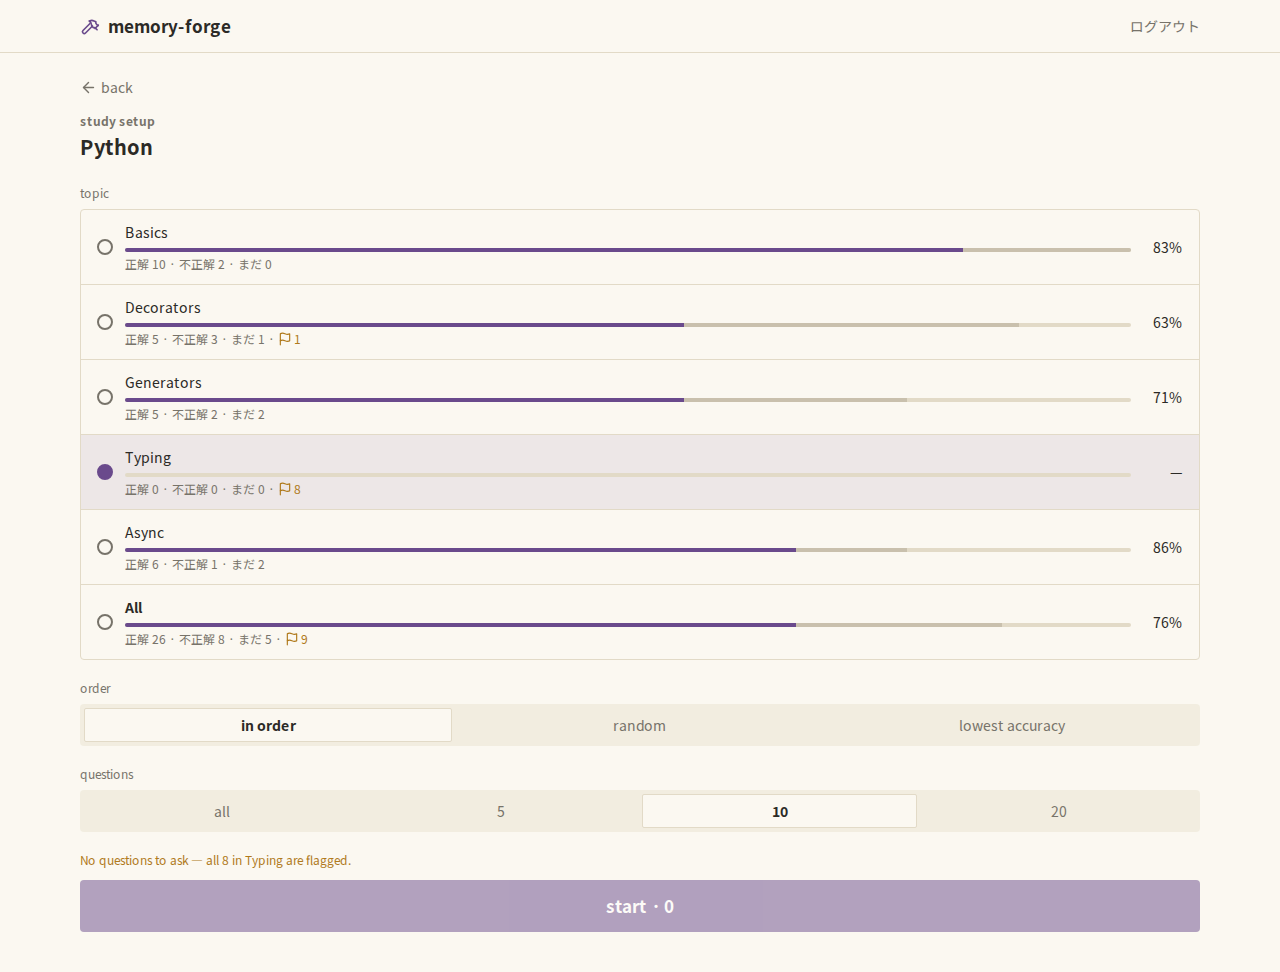 memory-forge
ログアウト
← back
study setup
Python
topic
Basics
83%
正解 10 · 不正解 2 · まだ 0
Decorators
63%
正解 5 · 不正解 3 · まだ 1 · 1
Generators
71%
正解 5 · 不正解 2 · まだ 2
Typing
—
正解 0 · 不正解 0 · まだ 0 · 8
Async
86%
正解 6 · 不正解 1 · まだ 2
All
76%
正解 26 · 不正解 8 · まだ 5 · 9
order
in order random lowest accuracy
questions
all 5 10 20
No questions to ask — all 8 in Typing are flagged.
start · 0